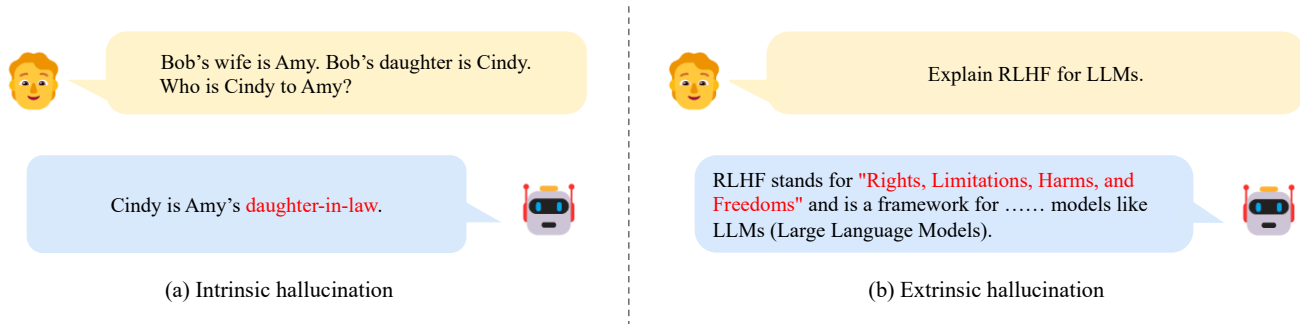 Bob’s wife is Amy. Bob’s daughter is Cindy.
Who is Cindy to Amy?
Cindy is Amy’s daughter-in-law.
(a) Intrinsic hallucination
Explain RLHF for LLMs.
RLHF stands for "Rights, Limitations, Harms, and
Freedoms" and is a framework for …… models like
LLMs (Large Language Models).
(b) Extrinsic hallucination